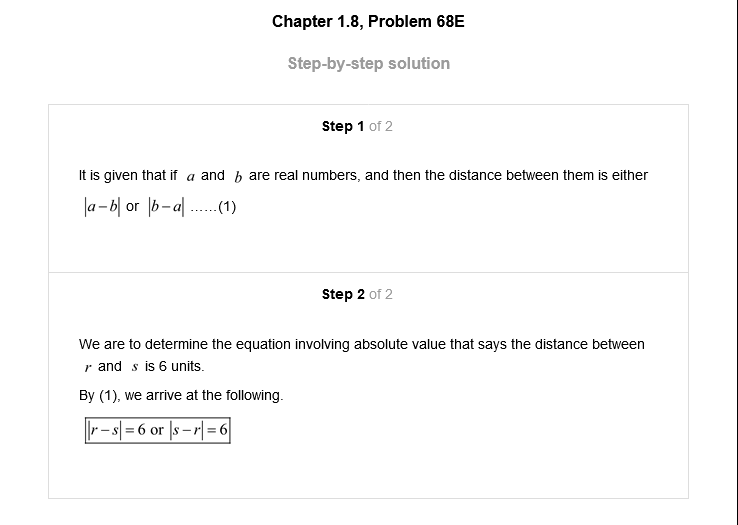 Chapter 1.8, Problem 68E
Step-by-step solution
Step 1 of 2
It is given that if a and b are real numbers, and then the distance between them is either
|a−b| or |b−a| ......(1)
Step 2 of 2
We are to determine the equation involving absolute value that says the distance between
r and s is 6 units.
By (1), we arrive at the following.
|r−s|=6 or |s−r|=6